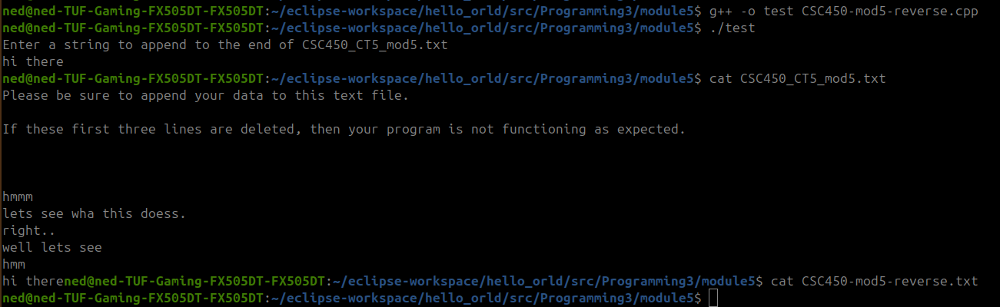 ned@ned-TUF-Gaming-FX505DT-FX505DT:~/eclipse-workspace/hello_orld/src/Programming3/module5$ g++ -o test CSC450-mod5-reverse.cpp
ned@ned-TUF-Gaming-FX505DT-FX505DT:~/eclipse-workspace/hello_orld/src/Programming3/module5$ ./test
Enter a string to append to the end of CSC450_CT5_mod5.txt
hi there
ned@ned-TUF-Gaming-FX505DT-FX505DT:~/eclipse-workspace/hello_orld/src/Programming3/module5$ cat CSC450_CT5_mod5.txt
Please be sure to append your data to this text file.
If these first three lines are deleted, then your program is not functioning as expected.
hmmm
lets see wha this doess.
right..
well lets see
hmm
hi therened@ned-TUF-Gaming-FX505DT-FX505DT:~/eclipse-workspace/hello_orld/src/Programming3/module5$ cat CSC450-mod5-reverse.txt
ned@ned-TUF-Gaming-FX505DT-FX505DT:~/eclipse-workspace/hello_orld/src/Programming3/module5$